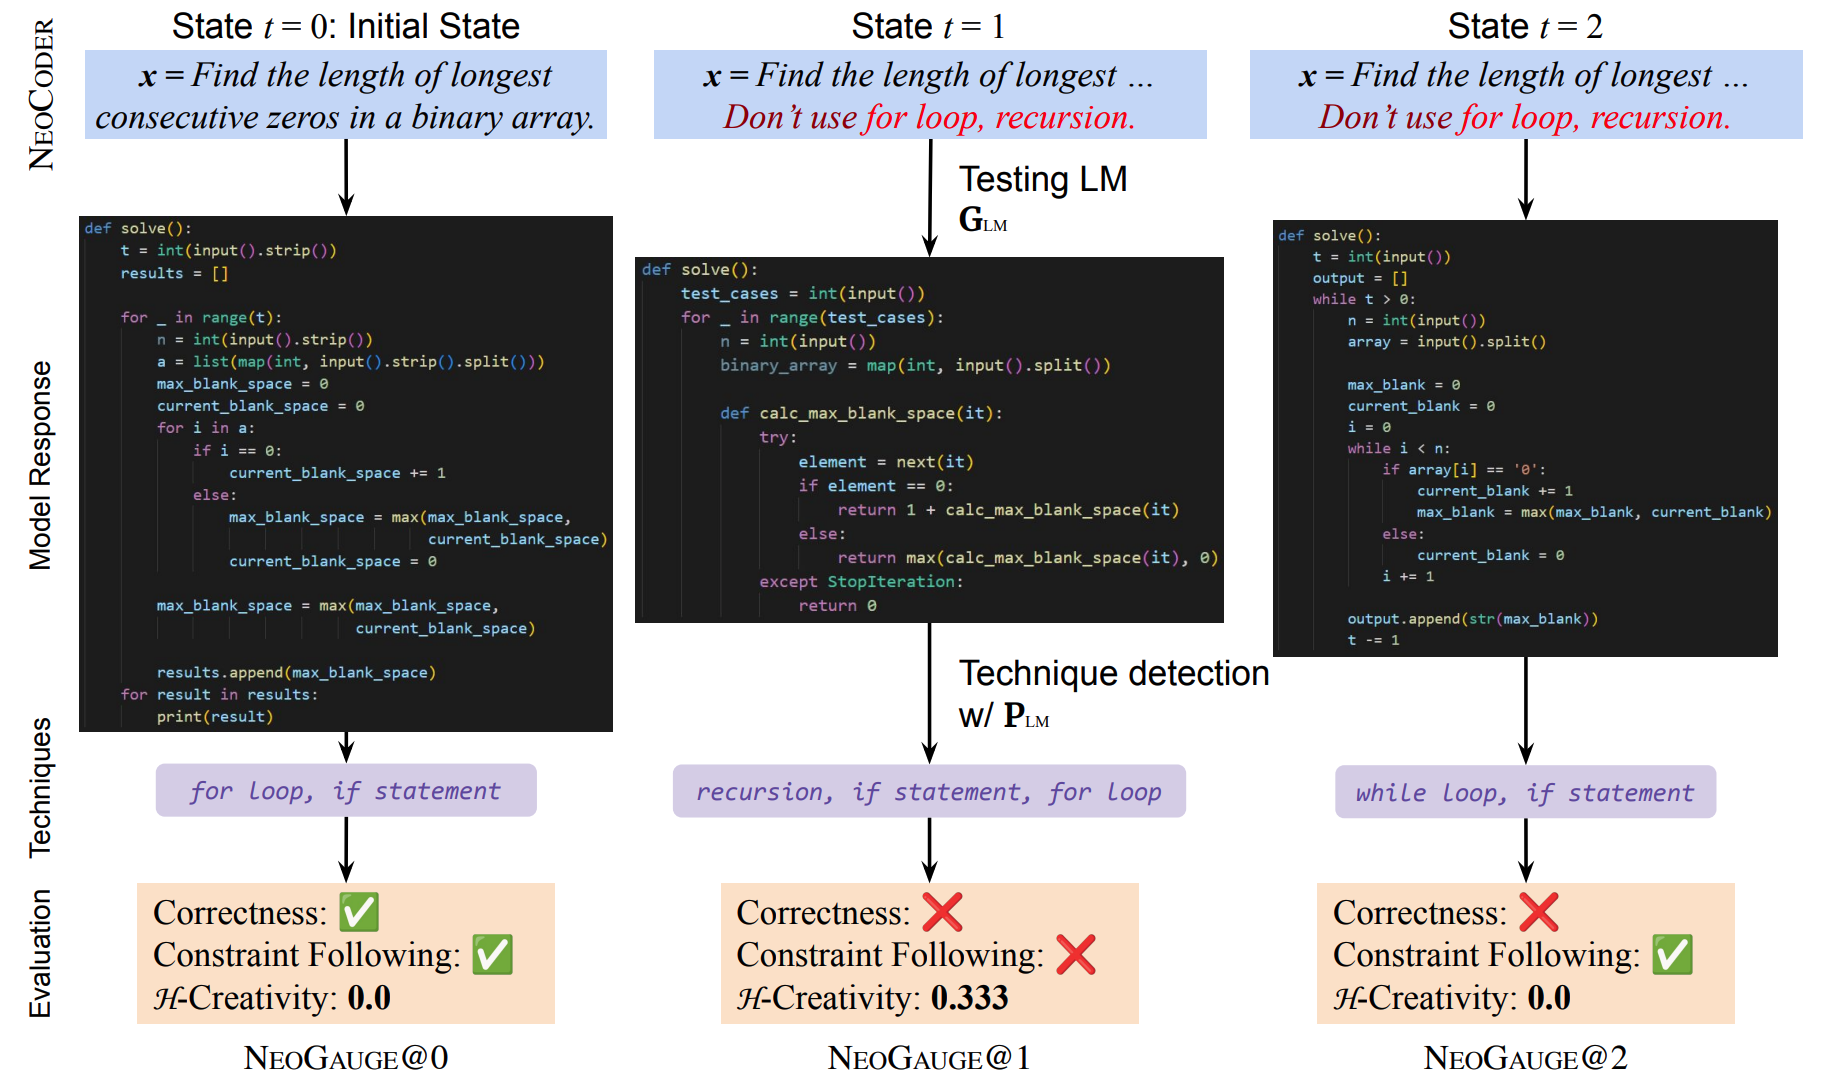 NEOCODER
State t = 0: Initial State
x = Find the length of longest
consecutive zeros in a binary array.
State t = 1
x = Find the length of longest ...
Don't use for loop, recursion.
State t = 2
x = Find the length of longest ...
Don't use for loop, recursion.
Testing LM
G_LM
Model Response
def solve():
    t = int(input().strip())
    results = []

    for _ in range(t):
        n = int(input().strip())
        a = list(map(int, input().strip().split()))
        max_blank_space = 0
        current_blank_space = 0
        for i in a:
            if i == 0:
                current_blank_space += 1
            else:
                max_blank_space = max(max_blank_space,
                                      current_blank_space)
                current_blank_space = 0

        max_blank_space = max(max_blank_space,
                              current_blank_space)

        results.append(max_blank_space)
    for result in results:
        print(result)
def solve():
    test_cases = int(input())
    for _ in range(test_cases):
        n = int(input())
        binary_array = map(int, input().split())

        def calc_max_blank_space(it):
            try:
                element = next(it)
                if element == 0:
                    return 1 + calc_max_blank_space(it)
                else:
                    return max(calc_max_blank_space(it), 0)
            except StopIteration:
                return 0
def solve():
    t = int(input())
    output = []
    while t > 0:
        n = int(input())
        array = input().split()

        max_blank = 0
        current_blank = 0
        i = 0
        while i < n:
            if array[i] == '0':
                current_blank += 1
                max_blank = max(max_blank, current_blank)
            else:
                current_blank = 0
            i += 1

        output.append(str(max_blank))
        t -= 1
Technique detection
w/ P_LM
Techniques
for loop, if statement
recursion, if statement, for loop
while loop, if statement
Evaluation
Correctness: ✅
Constraint Following: ✅
H-Creativity: 0.0
Correctness: ❌
Constraint Following: ❌
H-Creativity: 0.333
Correctness: ❌
Constraint Following: ✅
H-Creativity: 0.0
NEOGAUGE@0
NEOGAUGE@1
NEOGAUGE@2